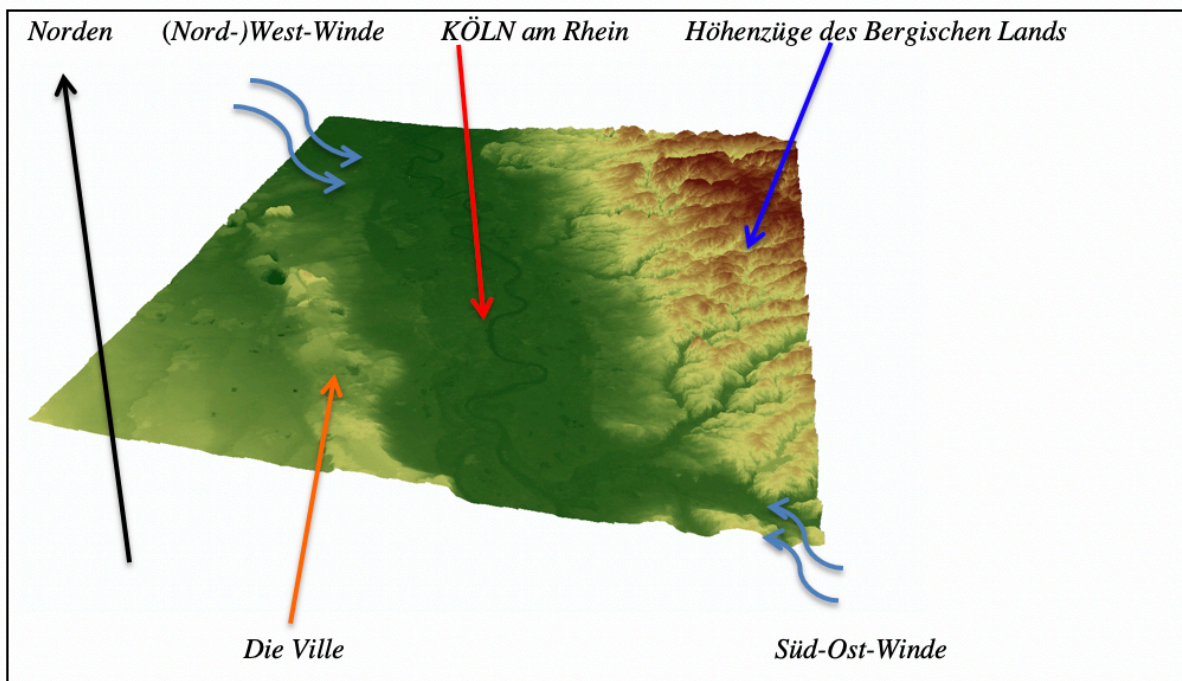 Norden
(Nord-)West-Winde
KÖLN am Rhein
Höhenzüge des Bergischen Lands
Die Ville
Süd-Ost-Winde